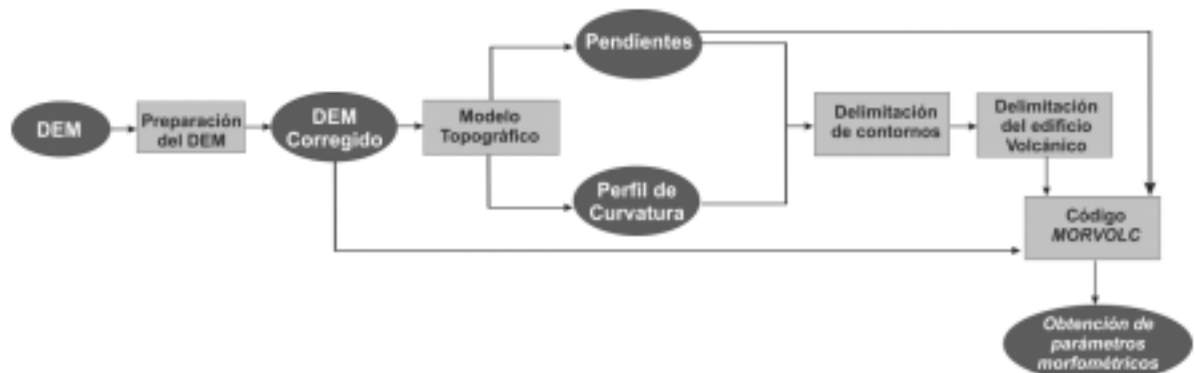 Pendientes
DEM
Preparación
del DEM
DEM
Corregido
Modelo
Topográfico
Delimitación
de contornos
Delimitación
del edificio
Volcánico
Perfil de
Curvatura
Código
MORVOLC
Obtención de
parámetros
morfométricos